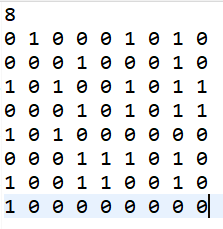 8
0 1 0 0 0 1 0 1 0
0 0 0 1 0 0 0 1 0
1 0 1 0 0 1 0 1 1
0 0 0 1 0 1 0 1 1
1 0 1 0 0 0 0 0 0
0 0 0 1 1 1 0 1 0
1 0 0 1 1 0 0 1 0
1 0 0 0 0 0 0 0 0